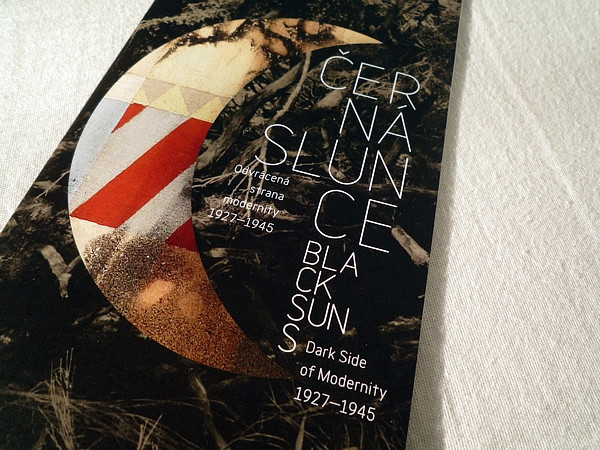 ČER
NÁ
SLUN
CE
Odvrácená
strana
modernity
1927–1945
BLA
CK
SUN
S
Dark Side
of Modernity
1927–1945